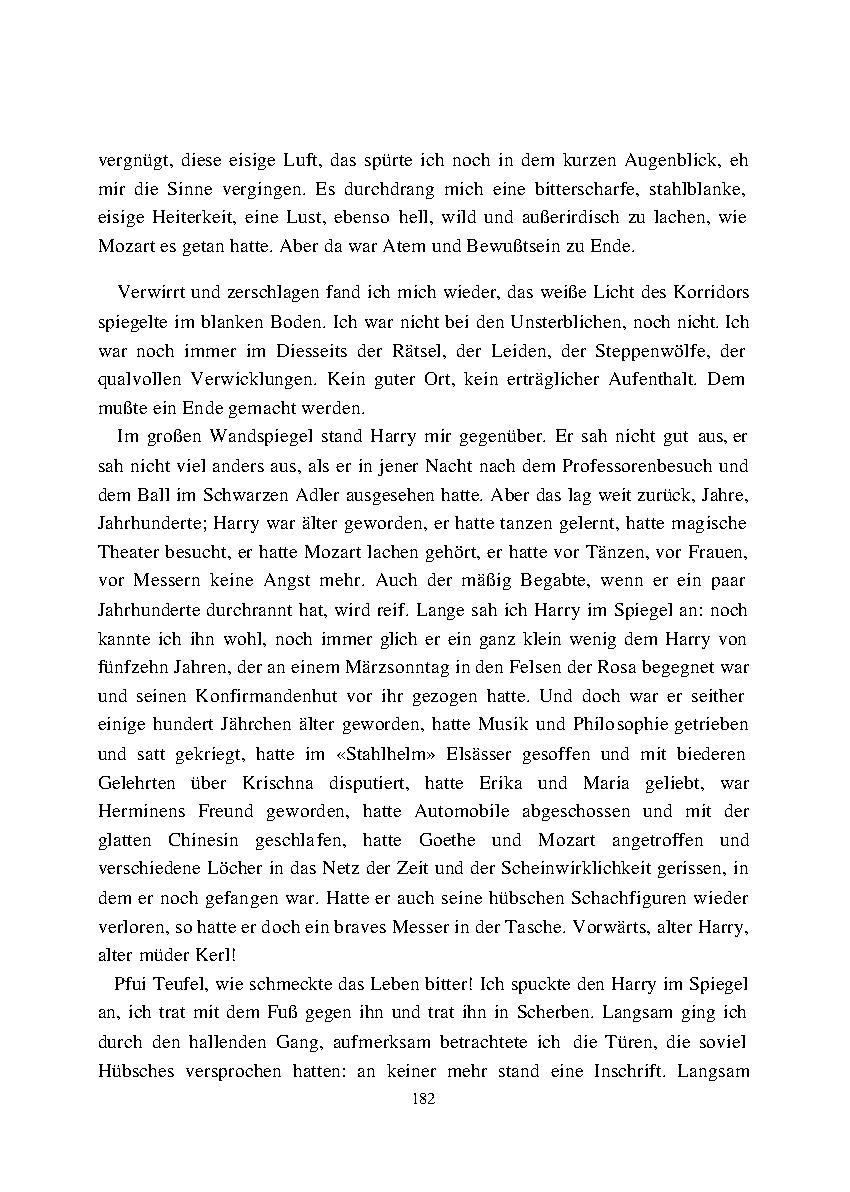 vergnügt, diese eisige Luft, das spürte ich noch in dem kurzen Augenblick, eh
mir die Sinne vergingen. Es durchdrang mich eine bitterscharfe, stahlblanke,
eisige Heiterkeit, eine Lust, ebenso hell, wild und außerirdisch zu lachen, wie
Mozart es getan hatte. Aber da war Atem und Bewußtsein zu Ende.
Verwirrt und zerschlagen fand ich mich wieder, das weiße Licht des Korridors
spiegelte im blanken Boden. Ich war nicht bei den Unsterblichen, noch nicht. Ich
war noch immer im Diesseits der Rätsel, der Leiden, der Steppenwölfe, der
qualvollen Verwicklungen. Kein guter Ort, kein erträglicher Aufenthalt. Dem
mußte ein Ende gemacht werden.
Im großen Wandspiegel stand Harry mir gegenüber. Er sah nicht gut aus, er
sah nicht viel anders aus, als er in jener Nacht nach dem Professorenbesuch und
dem Ball im Schwarzen Adler ausgesehen hatte. Aber das lag weit zurück, Jahre,
Jahrhunderte; Harry war älter geworden, er hatte tanzen gelernt, hatte magische
Theater besucht, er hatte Mozart lachen gehört, er hatte vor Tänzen, vor Frauen,
vor Messern keine Angst mehr. Auch der mäßig Begabte, wenn er ein paar
Jahrhunderte durchrannt hat, wird reif. Lange sah ich Harry im Spiegel an: noch
kannte ich ihn wohl, noch immer glich er ein ganz klein wenig dem Harry von
fünfzehn Jahren, der an einem Märzsonntag in den Felsen der Rosa begegnet war
und seinen Konfirmandenhut vor ihr gezogen hatte. Und doch war er seither
einige hundert Jährchen älter geworden, hatte Musik und Philosophie getrieben
und satt gekriegt, hatte im «Stahlhelm» Elsässer gesoffen und mit biederen
Gelehrten über Krischna disputiert, hatte Erika und Maria geliebt, war
Herminens Freund geworden, hatte Automobile abgeschossen und mit der
glatten Chinesin geschlafen, hatte Goethe und Mozart angetroffen und
verschiedene Löcher in das Netz der Zeit und der Scheinwirklichkeit gerissen, in
dem er noch gefangen war. Hatte er auch seine hübschen Schachfiguren wieder
verloren, so hatte er doch ein braves Messer in der Tasche. Vorwärts, alter Harry,
alter müder Kerl!
Pfui Teufel, wie schmeckte das Leben bitter! Ich spuckte den Harry im Spiegel
an, ich trat mit dem Fuß gegen ihn und trat ihn in Scherben. Langsam ging ich
durch den hallenden Gang, aufmerksam betrachtete ich die Türen, die soviel
Hübsches versprochen hatten: an keiner mehr stand eine Inschrift. Langsam
182